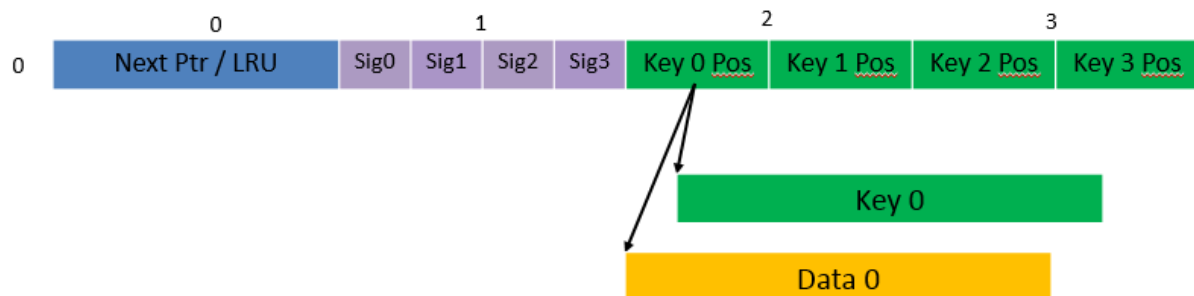 0 1 2 3
0 Next Ptr / LRU Sig0 Sig1 Sig2 Sig3 Key 0 Pos Key 1 Pos Key 2 Pos Key 3 Pos
Key 0
Data 0